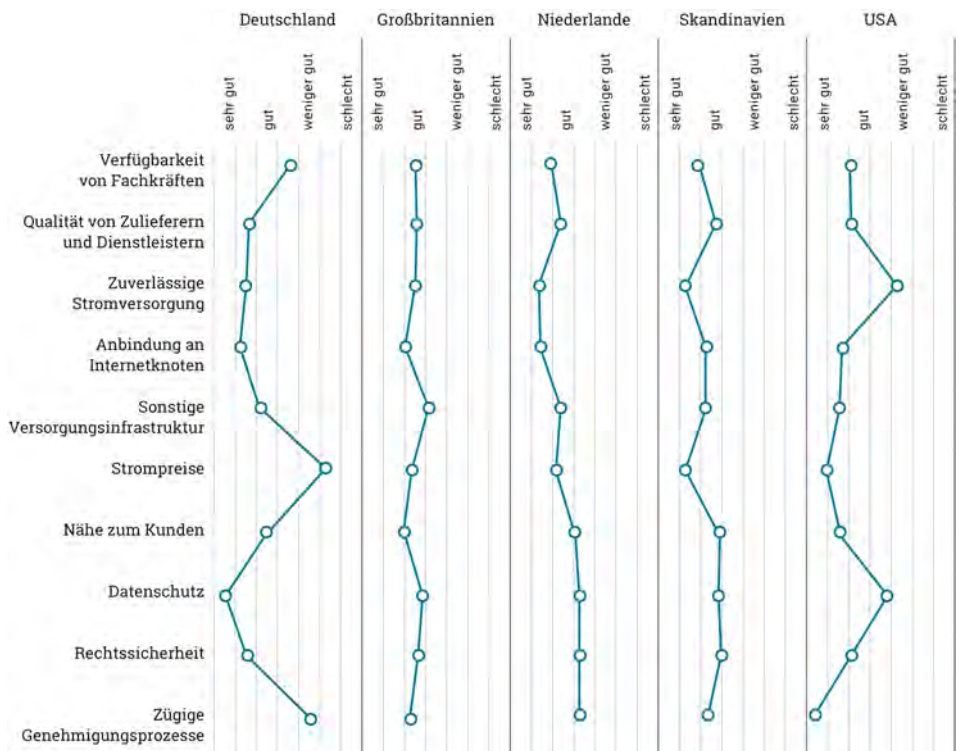 Deutschland Großbritannien Niederlande Skandinavien USA
sehr gut gut weniger gut schlecht sehr gut gut weniger gut schlecht sehr gut gut weniger gut schlecht sehr gut gut weniger gut schlecht sehr gut gut weniger gut schlecht
Verfügbarkeit
von Fachkräften
Qualität von Zulieferern
und Dienstleistern
Zuverlässige
Stromversorgung
Anbindung an
Internetknoten
Sonstige
Versorgungsinfrastruktur
Strompreise
Nähe zum Kunden
Datenschutz
Rechtssicherheit
Zügige
Genehmigungsprozesse